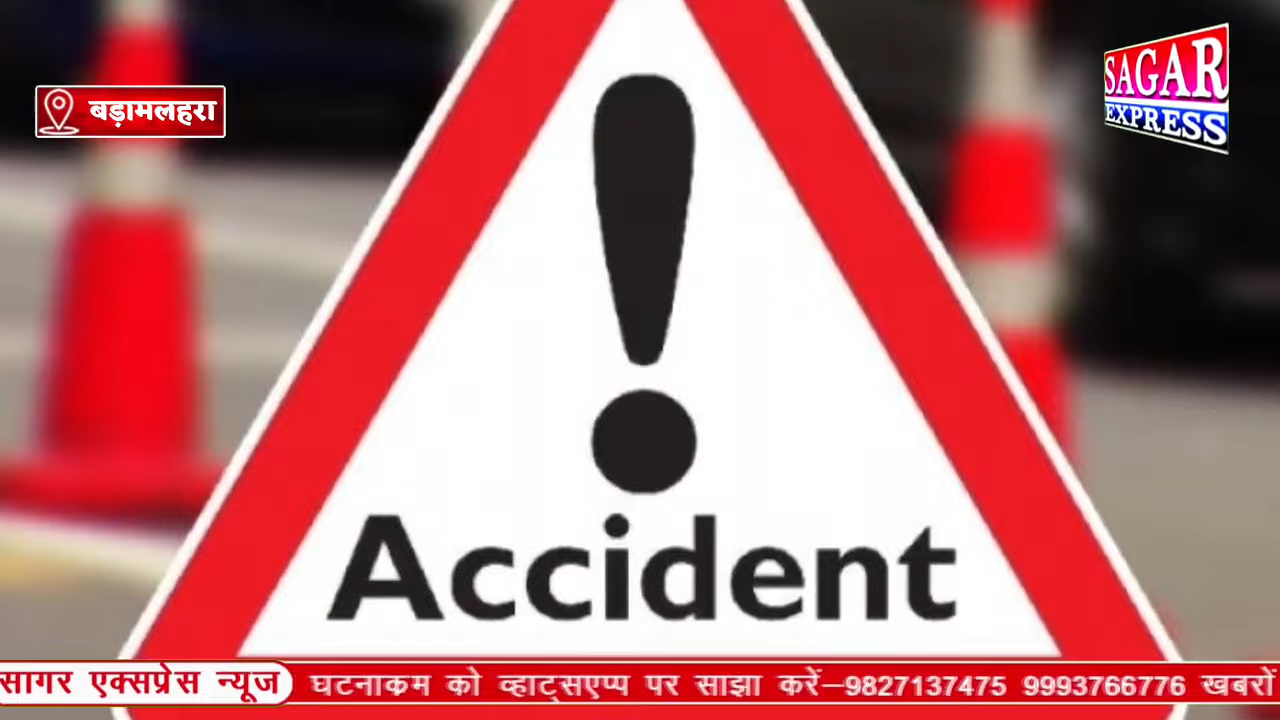 बड़ामलहरा
SAGAR
EXPRESS
Accident
सागर एक्सप्रेस न्यूज
घटनाक्रम को व्हाट्सएप्प पर साझा करें–9827137475 9993766776 खबरों